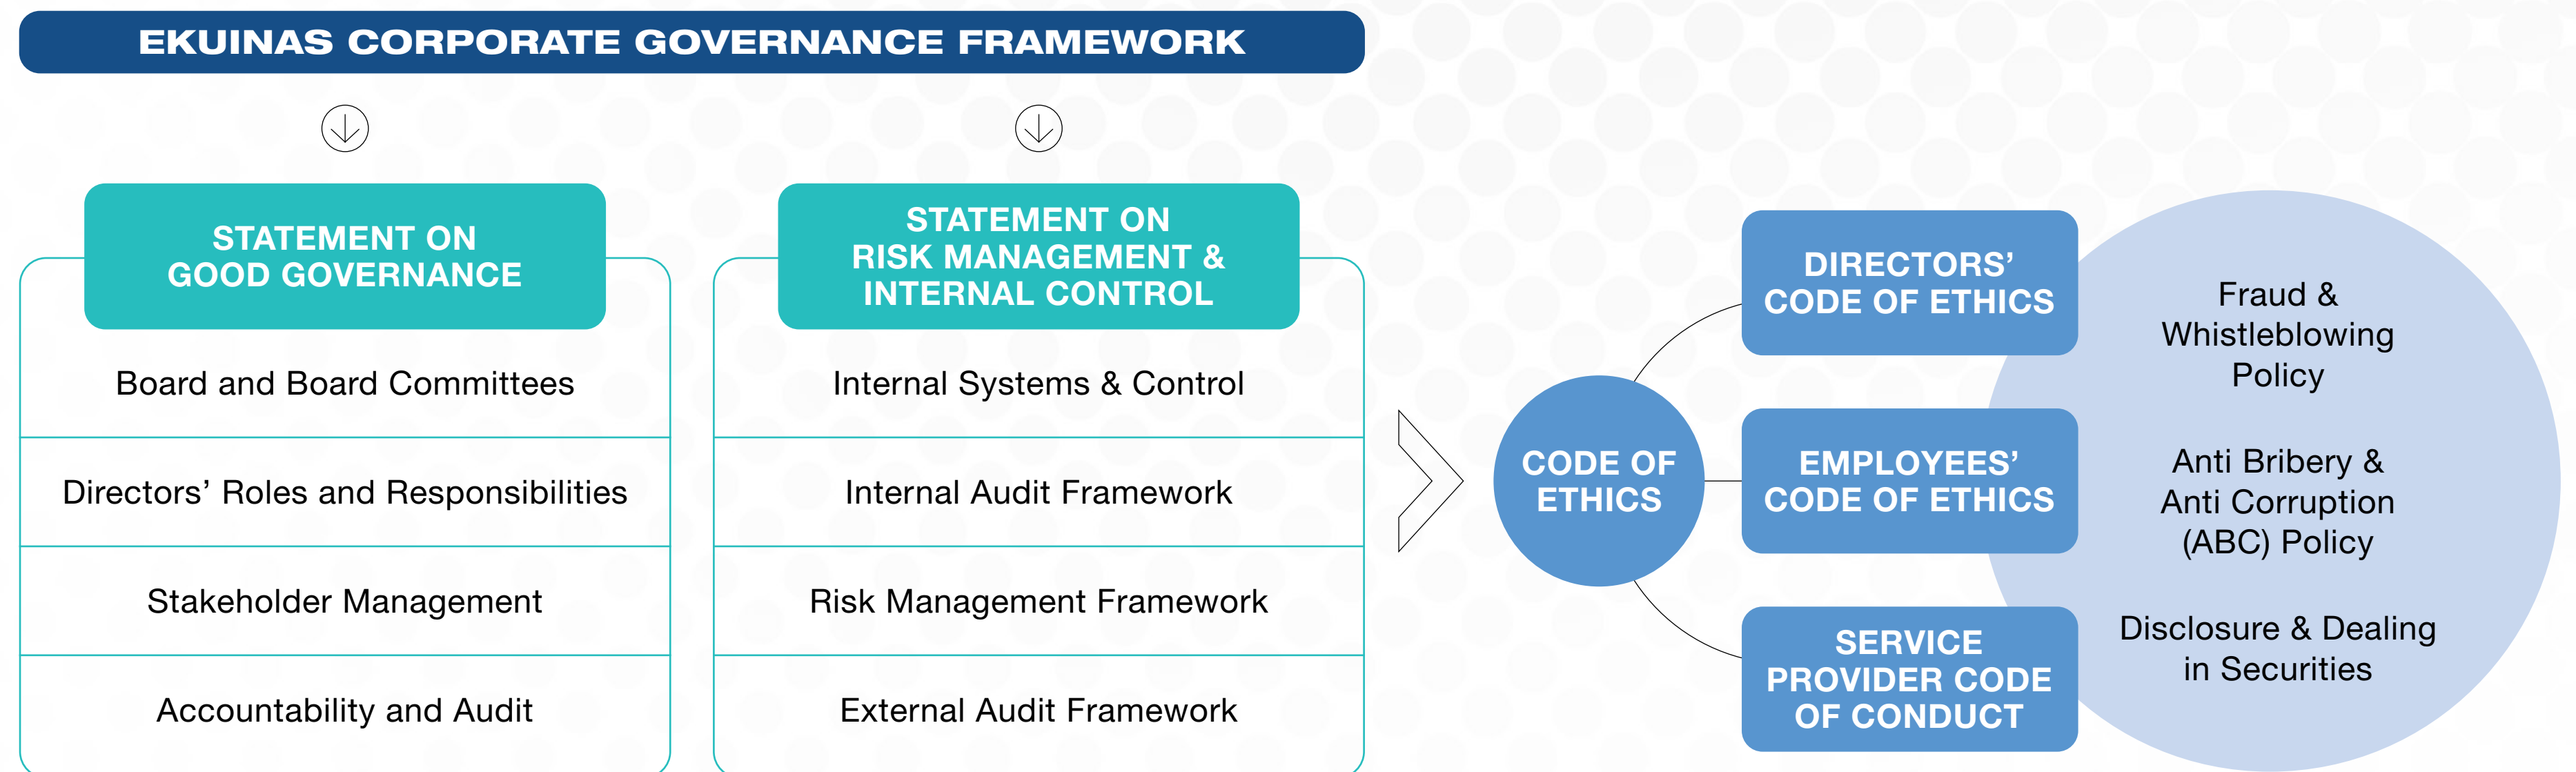 EKUINAS CORPORATE GOVERNANCE FRAMEWORK
STATEMENT ON
GOOD GOVERNANCE
Board and Board Committees
Directors’ Roles and Responsibilities
Stakeholder Management
Accountability and Audit
STATEMENT ON
RISK MANAGEMENT &
INTERNAL CONTROL
Internal Systems & Control
Internal Audit Framework
Risk Management Framework
External Audit Framework
CODE OF
ETHICS
DIRECTORS’
CODE OF ETHICS
EMPLOYEES’
CODE OF ETHICS
SERVICE
PROVIDER CODE
OF CONDUCT
Fraud &
Whistleblowing
Policy
Anti Bribery &
Anti Corruption
(ABC) Policy
Disclosure & Dealing
in Securities